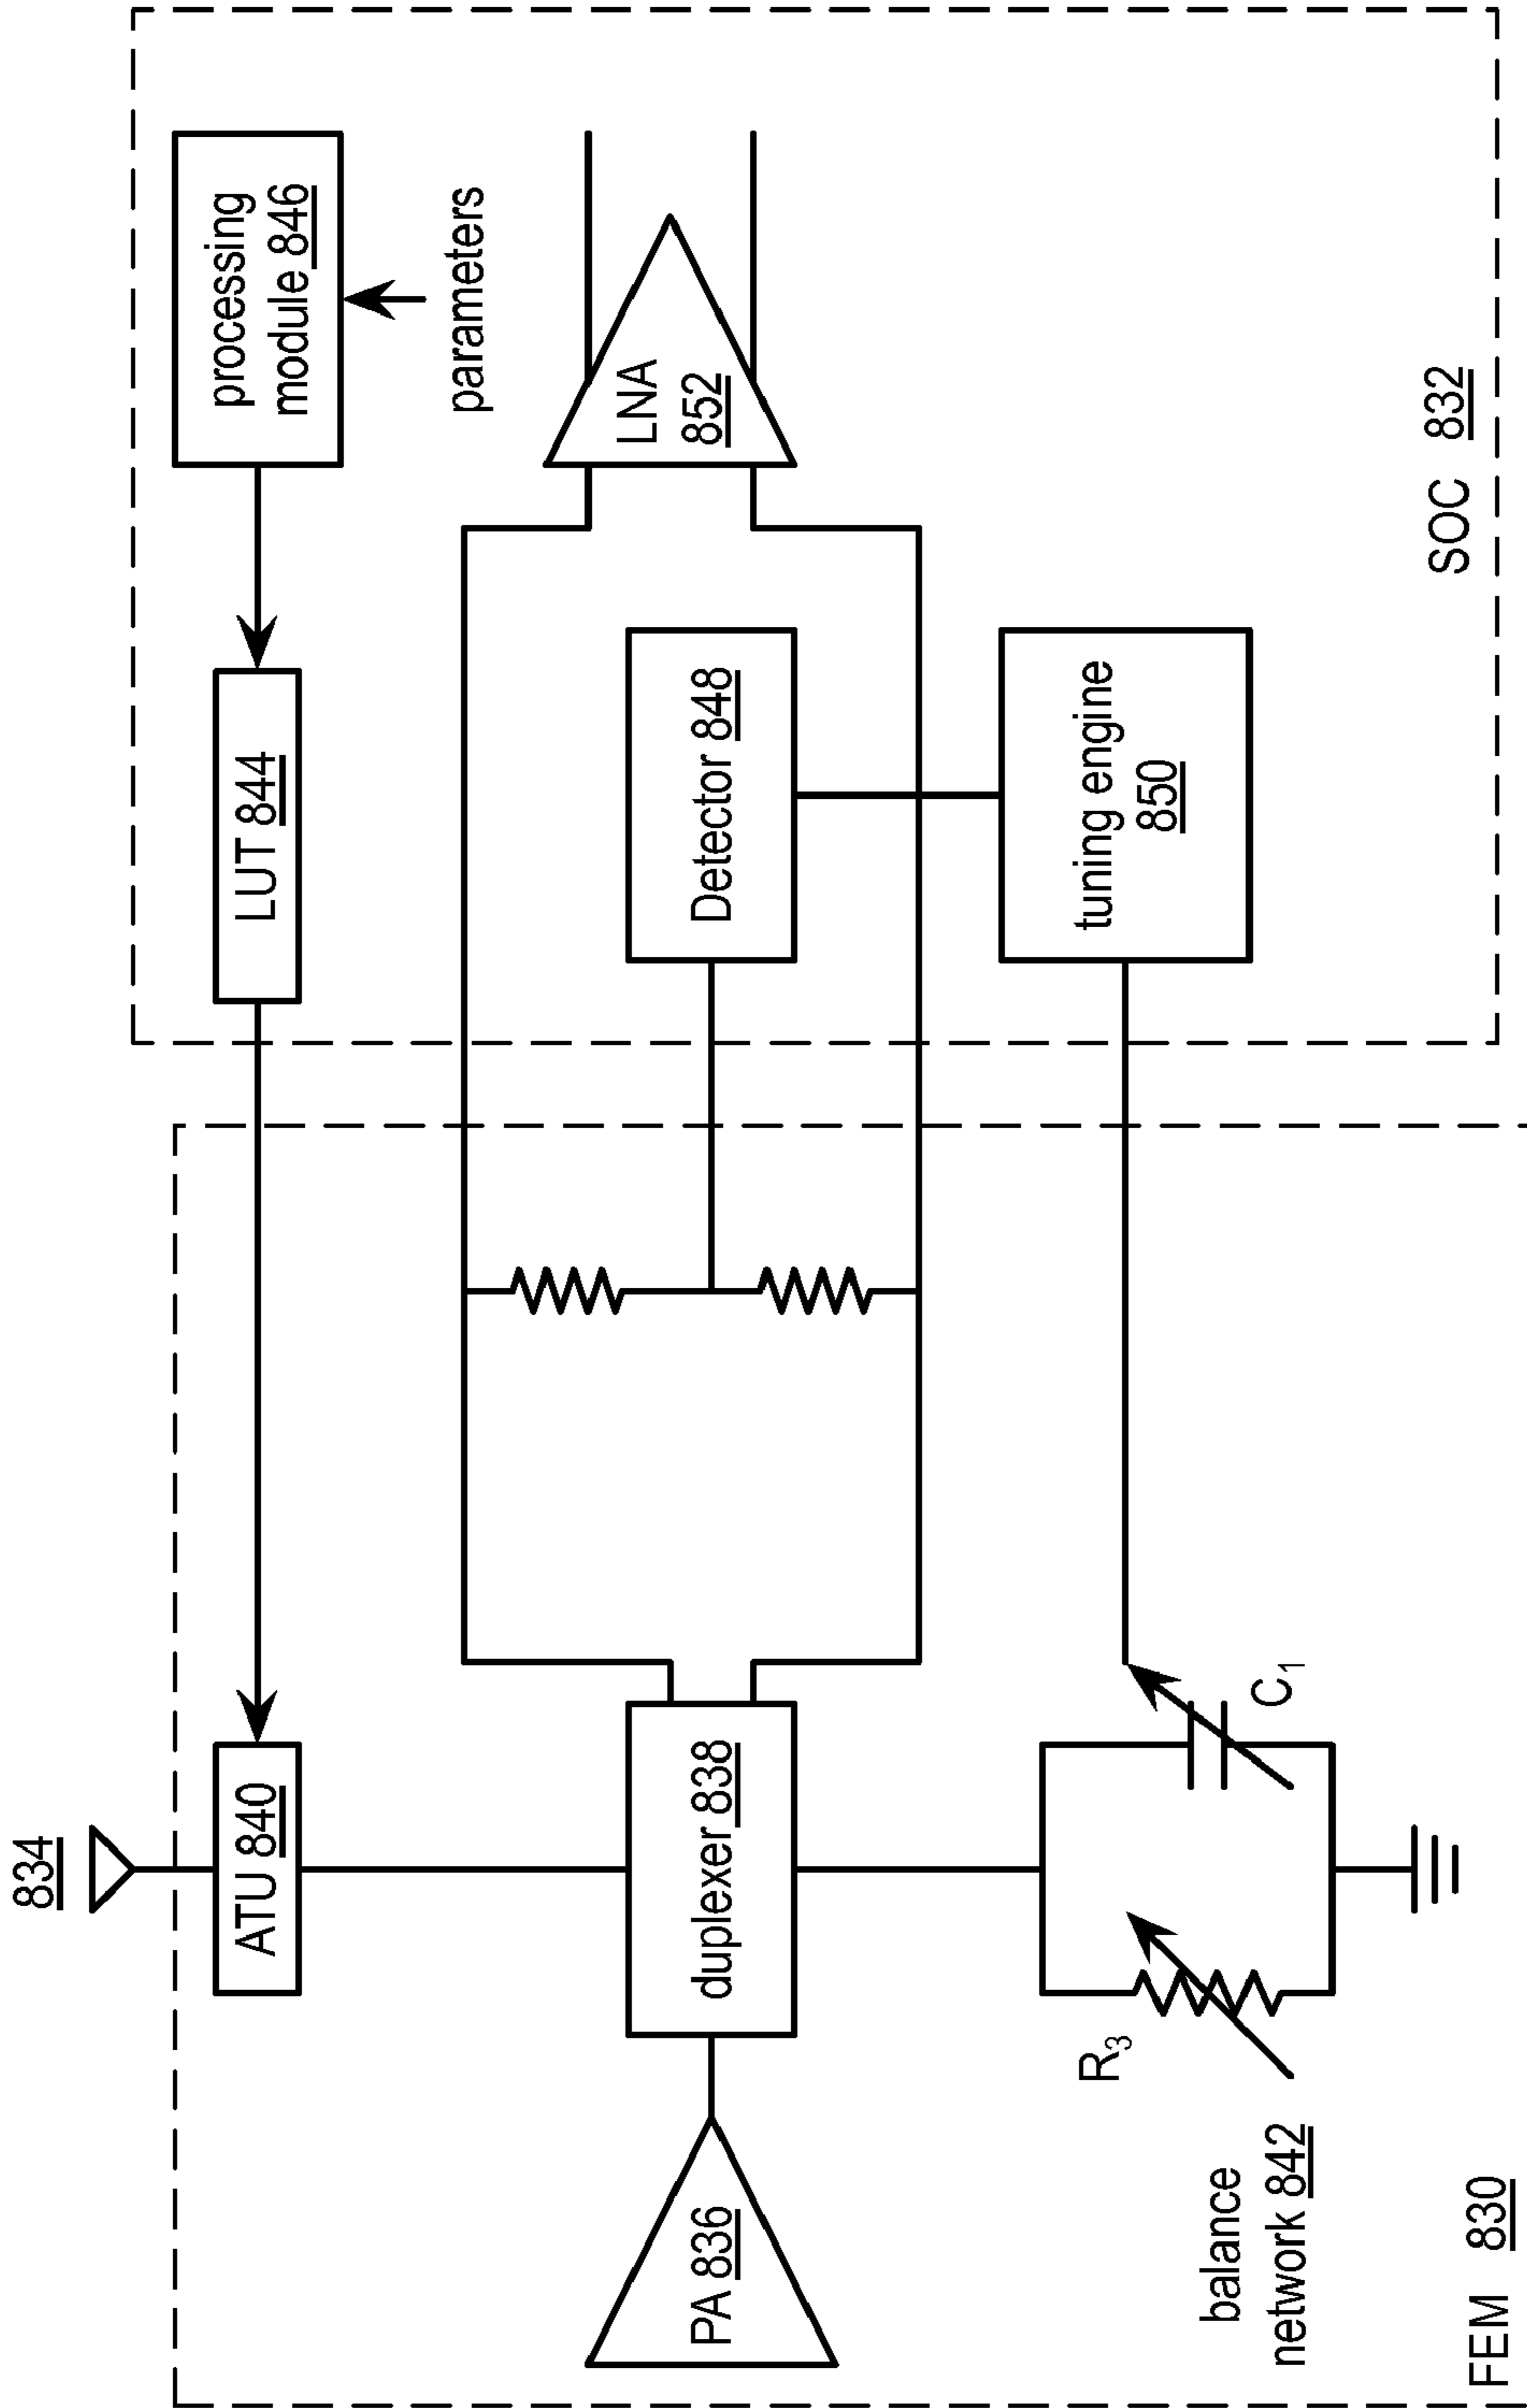 834
ATU 840
LUT 844
processing
module 846
parameters
PA 836
duplexer 838
Detector 848
LNA
852
R3
C1
tuning engine
850
balance
network 842
FEM 830
SOC 832